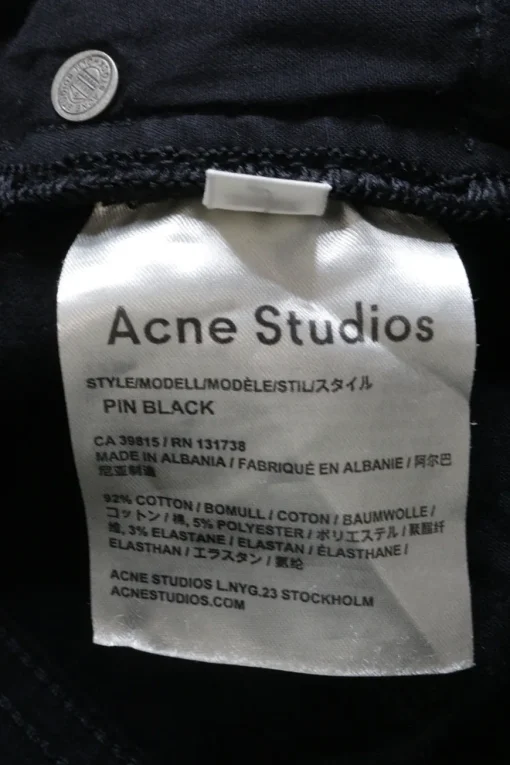 Acne Studios
STYLE/MODELL/MODÈLE/STIL/スタイル
PIN BLACK
CA 39815 / RN 131738
MADE IN ALBANIA / FABRIQUÉ EN ALBANIE / 阿尔巴
尼亚制造
92% COTTON / BOMULL / COTON / BAUMWOLLE /
コットン / 棉, 5% POLYESTER / ポリエステル / 聚酯纤
维, 3% ELASTANE / ELASTAN / ÉLASTHANE /
ELASTHAN / エラスタン / 氨纶
ACNE STUDIOS L.NYG.23 STOCKHOLM
ACNESTUDIOS.COM